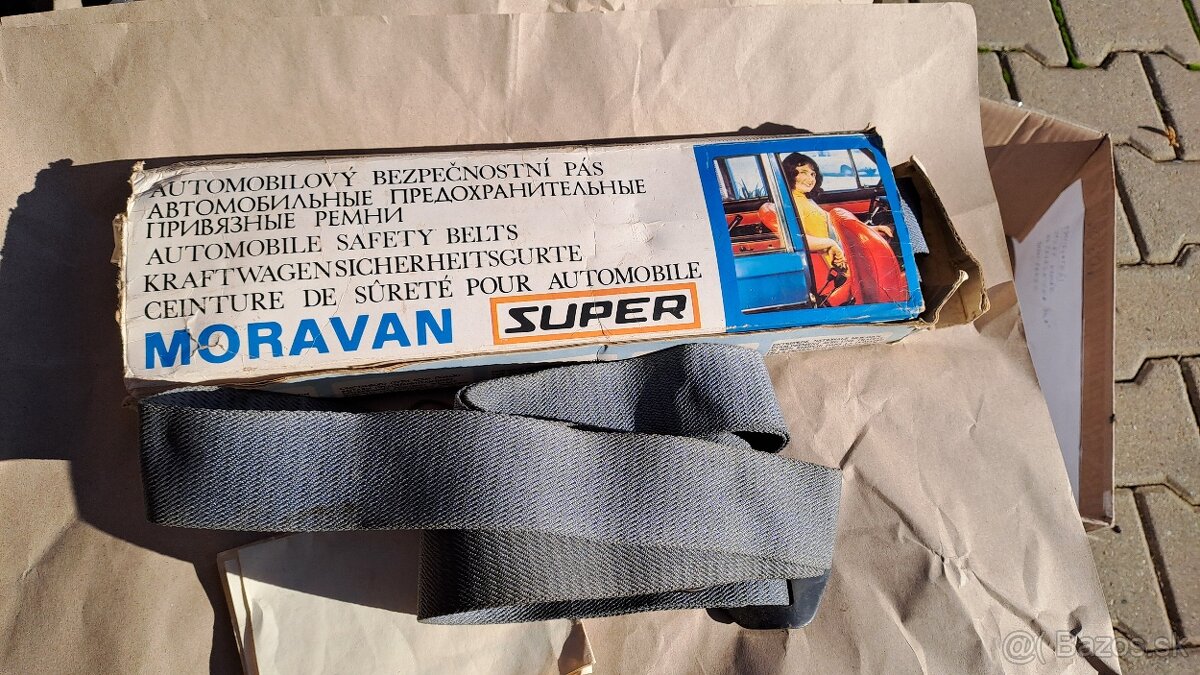 AUTOMOBILOVÝ BEZPEČNOSTNÍ PÁS
АВТОМОБИЛЬНЫЕ ПРЕДОХРАНИТЕЛЬНЫЕ
ПРИВЯЗНЫЕ РЕМНИ
AUTOMOBILE SAFETY BELTS
KRAFTWAGENSICHERHEITSGURTE
CEINTURE DE SÛRETÉ POUR AUTOMOBILE
MORAVAN SUPER
@( Bazos.sk